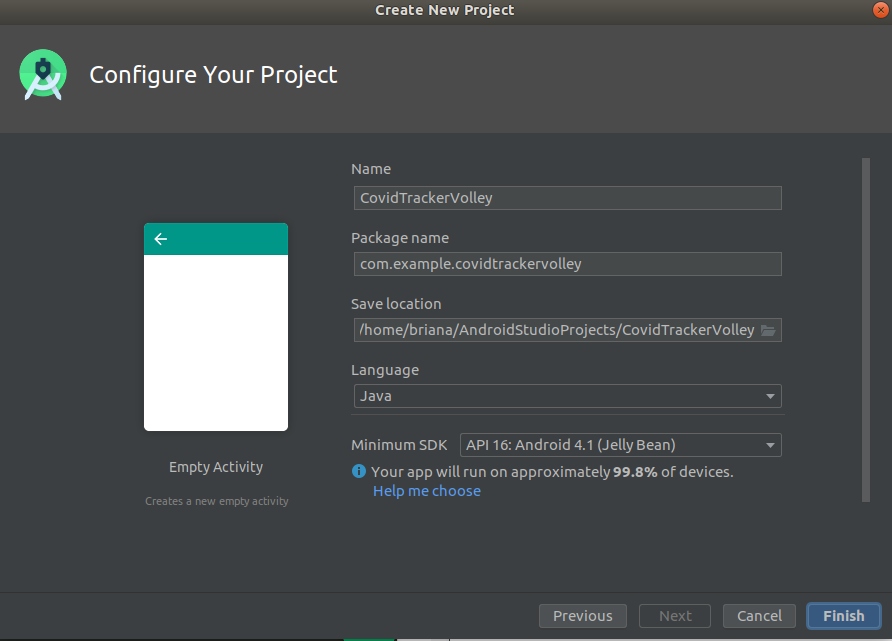 Create New Project
Configure Your Project
Name
CovidTrackerVolley
Package name
com.example.covidtrackervolley
Save location
/home/briana/AndroidStudioProjects/CovidTrackerVolley
Language
Java
Minimum SDK API 16: Android 4.1 (Jelly Bean)
Your app will run on approximately 99.8% of devices.
Help me choose
Empty Activity
Creates a new empty activity
Previous Next Cancel Finish